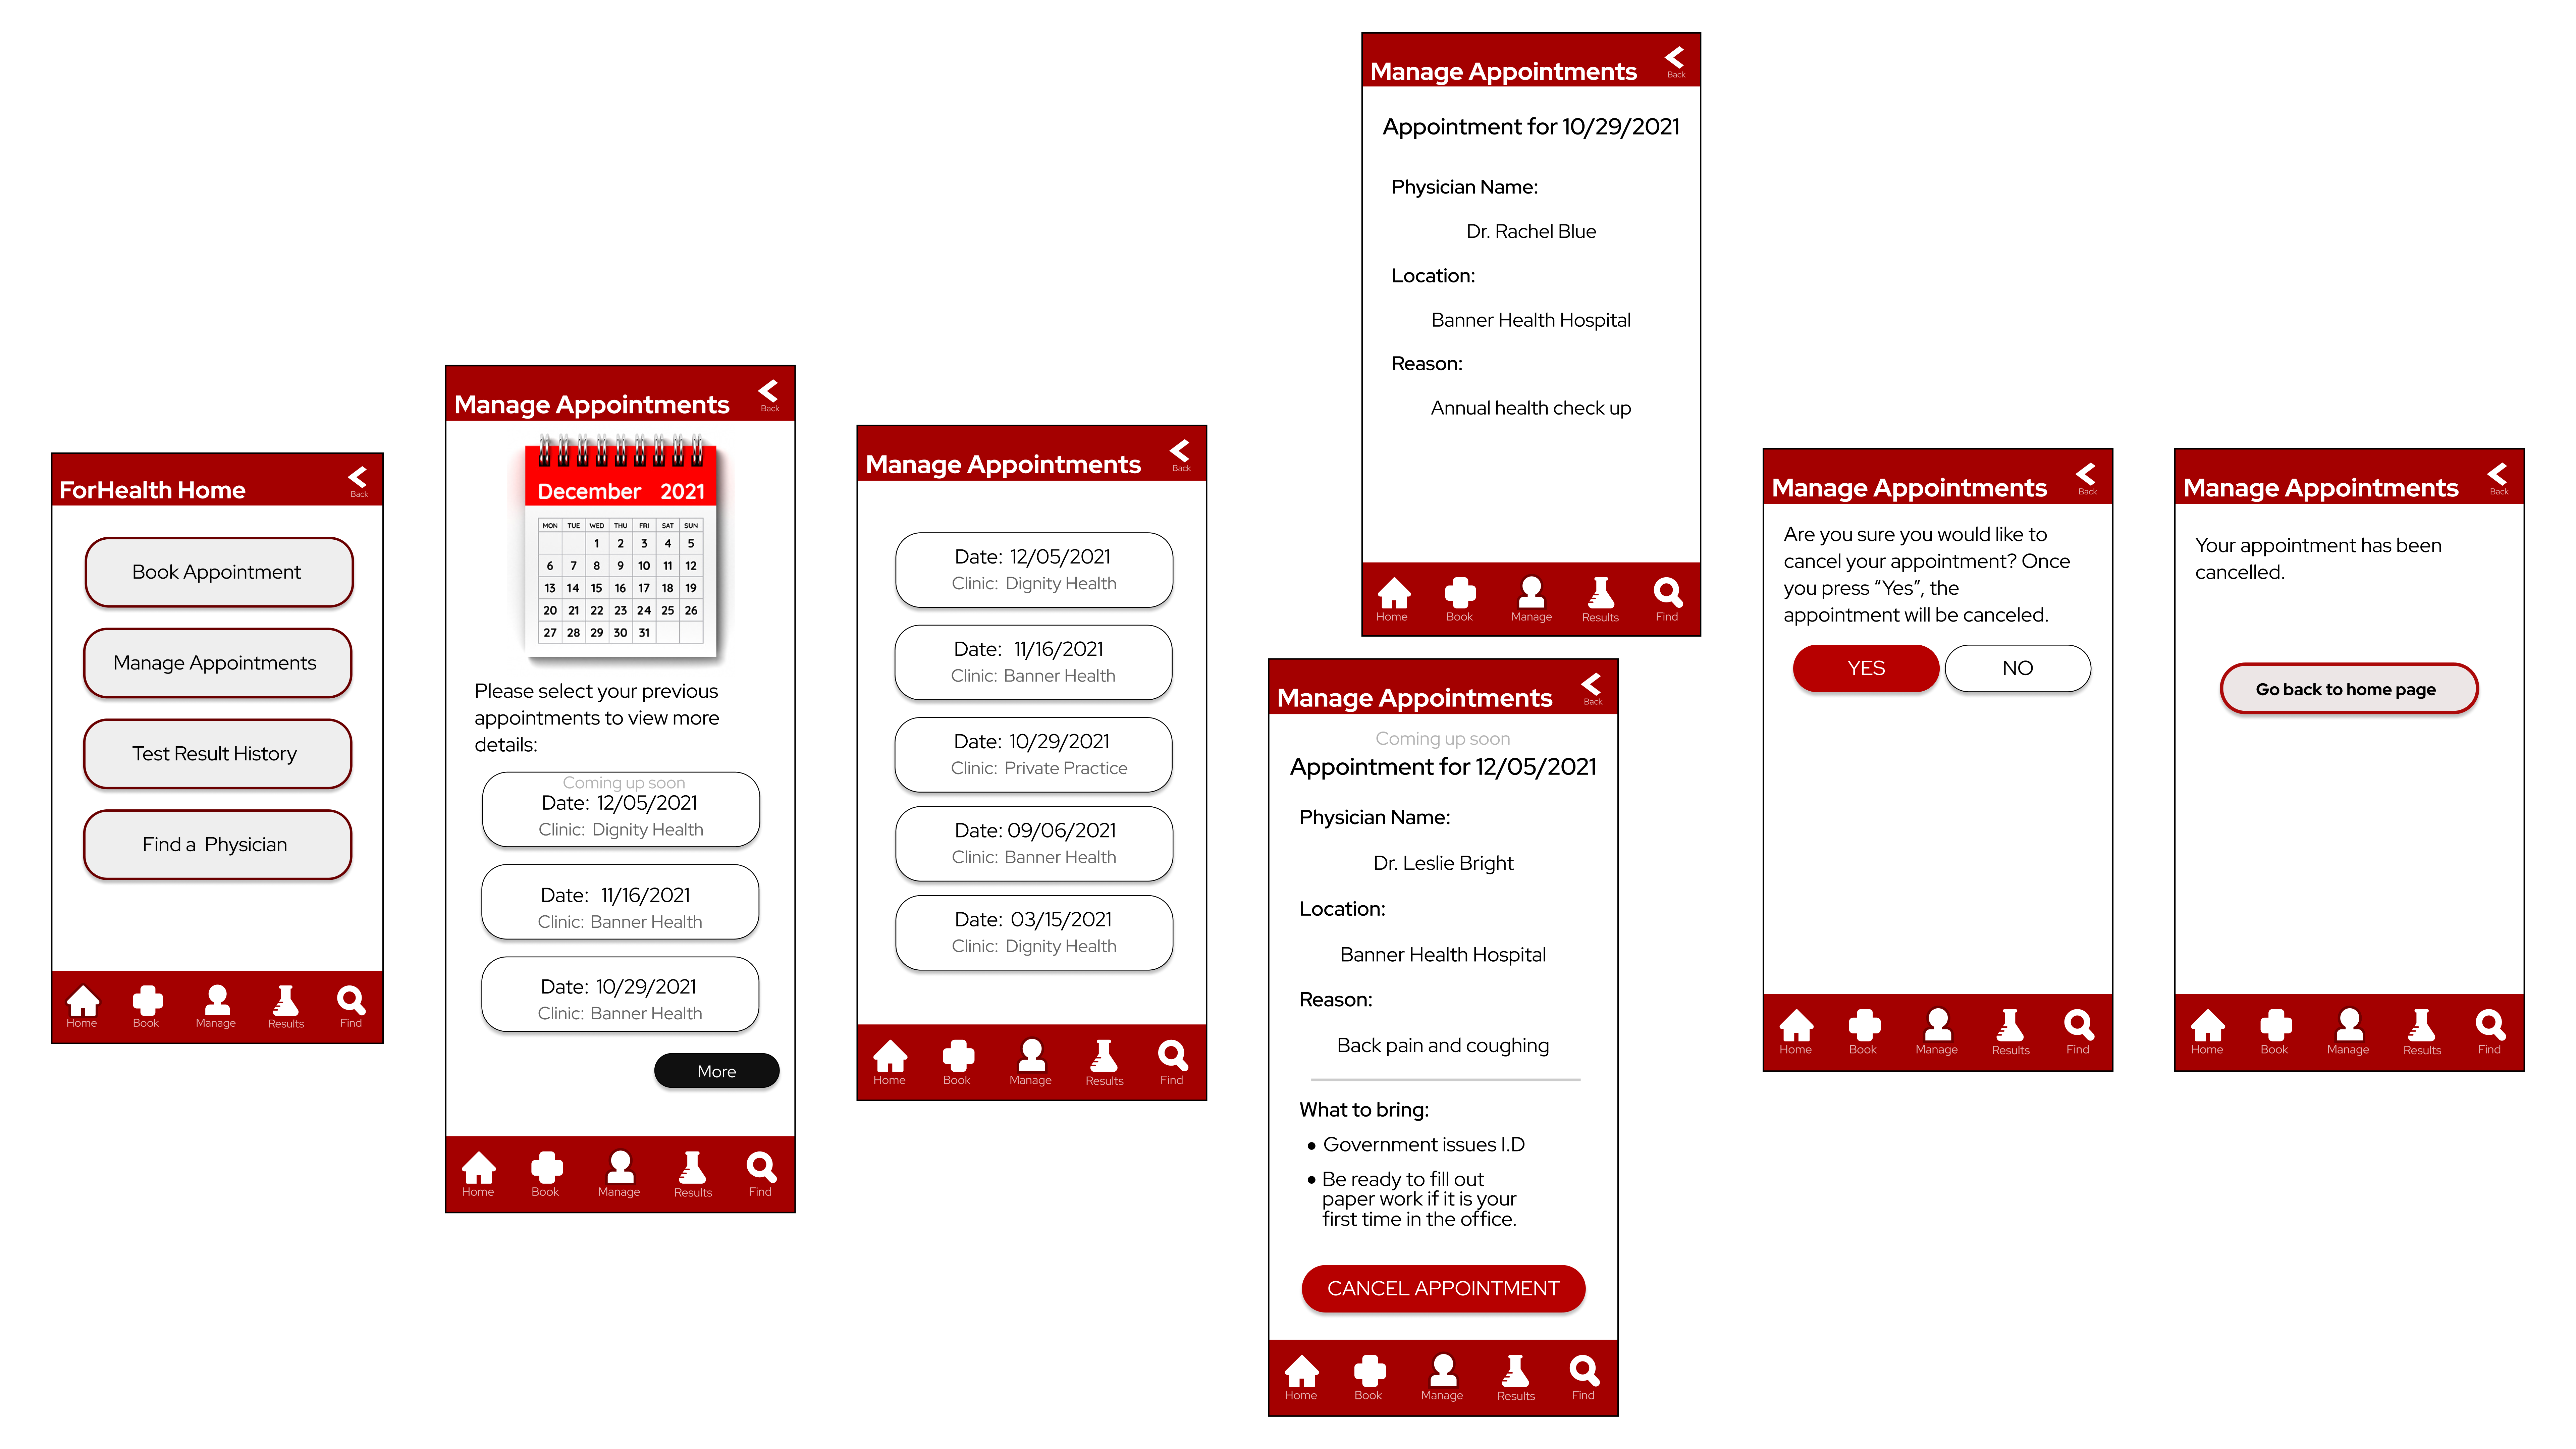 ForHealth Home
Back
Book Appointment
Manage Appointments
Test Result History
Find a Physician
Home Book Manage Results Find
Manage Appointments
Back
December 2021
MON TUE WED THU FRI SAT SUN
1 2 3 4 5
6 7 8 9 10 11 12
13 14 15 16 17 18 19
20 21 22 23 24 25 26
27 28 29 30 31
Please select your previous
appointments to view more
details:
Coming up soon
Date: 12/05/2021
Clinic: Dignity Health
Date: 11/16/2021
Clinic: Banner Health
Date: 10/29/2021
Clinic: Banner Health
More
Home Book Manage Results Find
Manage Appointments
Back
Date: 12/05/2021
Clinic: Dignity Health
Date: 11/16/2021
Clinic: Banner Health
Date: 10/29/2021
Clinic: Private Practice
Date: 09/06/2021
Clinic: Banner Health
Date: 03/15/2021
Clinic: Dignity Health
Home Book Manage Results Find
Manage Appointments
Back
Appointment for 10/29/2021
Physician Name:
Dr. Rachel Blue
Location:
Banner Health Hospital
Reason:
Annual health check up
Home Book Manage Results Find
Manage Appointments
Back
Coming up soon
Appointment for 12/05/2021
Physician Name:
Dr. Leslie Bright
Location:
Banner Health Hospital
Reason:
Back pain and coughing
What to bring:
• Government issues I.D
• Be ready to fill out
paper work if it is your
first time in the office.
CANCEL APPOINTMENT
Home Book Manage Results Find
Manage Appointments
Back
Are you sure you would like to
cancel your appointment? Once
you press “Yes”, the
appointment will be canceled.
YES NO
Home Book Manage Results Find
Manage Appointments
Back
Your appointment has been
cancelled.
Go back to home page
Home Book Manage Results Find